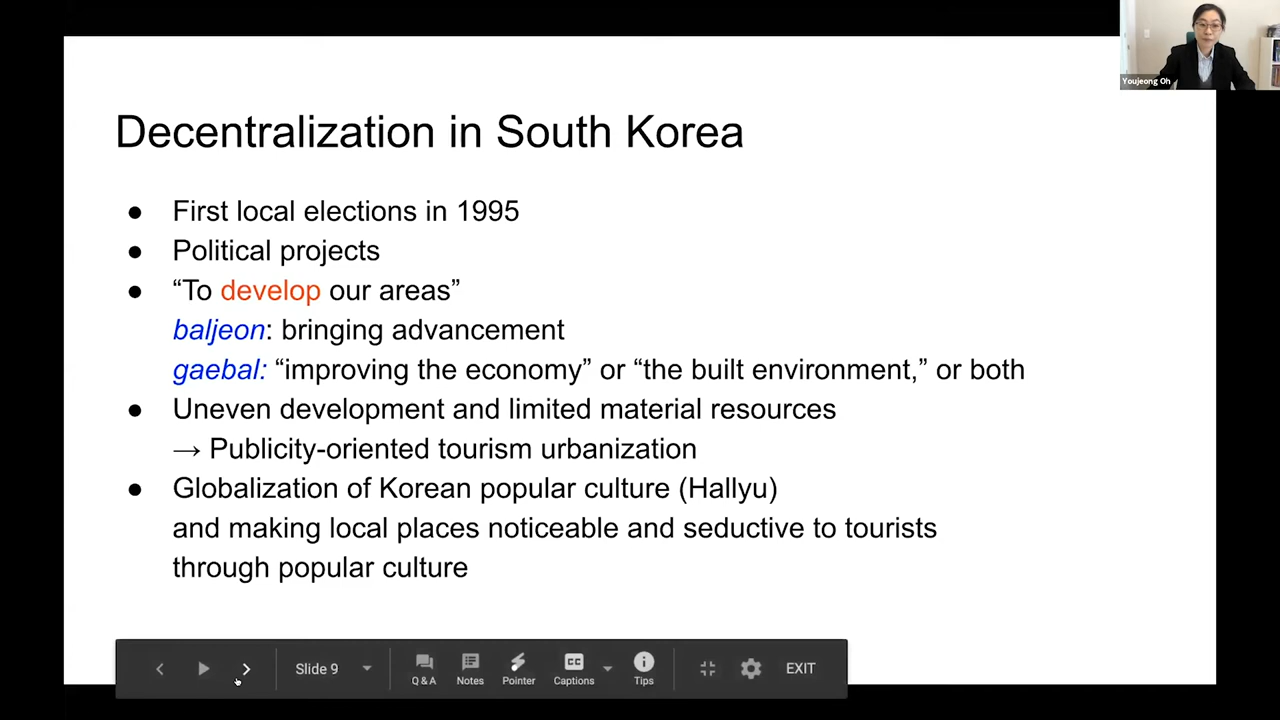 Youjeong Oh
Decentralization in South Korea
● First local elections in 1995
● Political projects
● “To develop our areas”
baljeon: bringing advancement
gaebal: “improving the economy” or “the built environment,” or both
● Uneven development and limited material resources
→ Publicity-oriented tourism urbanization
● Globalization of Korean popular culture (Hallyu)
and making local places noticeable and seductive to tourists
through popular culture
Slide 9
Q & A
Notes
Pointer
CC
Captions
Tips
EXIT